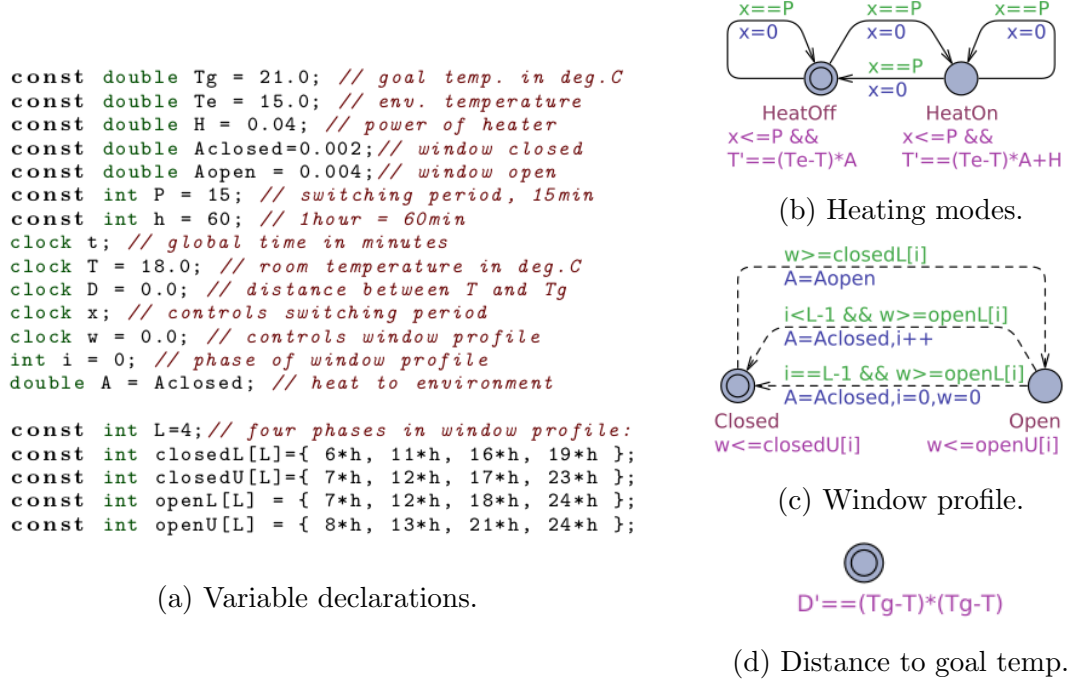 const double Tg = 21.0; // goal temp. in deg.C
const double Te = 15.0; // env. temperature
const double H = 0.04; // power of heater
const double Aclosed=0.002;// window closed
const double Aopen = 0.004;// window open
const int P = 15; // switching period, 15min
const int h = 60; // 1hour = 60min
clock t; // global time in minutes
clock T = 18.0; // room temperature in deg.C
clock D = 0.0; // distance between T and Tg
clock x; // controls switching period
clock w = 0.0; // controls window profile
int i = 0; // phase of window profile
double A = Aclosed; // heat to environment
const int L=4;// four phases in window profile:
const int closedL[L]={ 6*h, 11*h, 16*h, 19*h };
const int closedU[L]={ 7*h, 12*h, 17*h, 23*h };
const int openL[L] = { 7*h, 12*h, 18*h, 24*h };
const int openU[L] = { 8*h, 13*h, 21*h, 24*h };
(a) Variable declarations.
x==P x==P x==P
x=0 x=0 x=0
x==P
x=0
HeatOff HeatOn
x<=P && x<=P &&
T'==(Te-T)*A T'==(Te-T)*A+H
(b) Heating modes.
w>=closedL[i]
A=Aopen
i<L-1 && w>=openL[i]
A=Aclosed,i++
i==L-1 && w>=openL[i]
A=Aclosed,i=0,w=0
Closed Open
w<=closedU[i] w<=openU[i]
(c) Window profile.
D'==(Tg-T)*(Tg-T)
(d) Distance to goal temp.